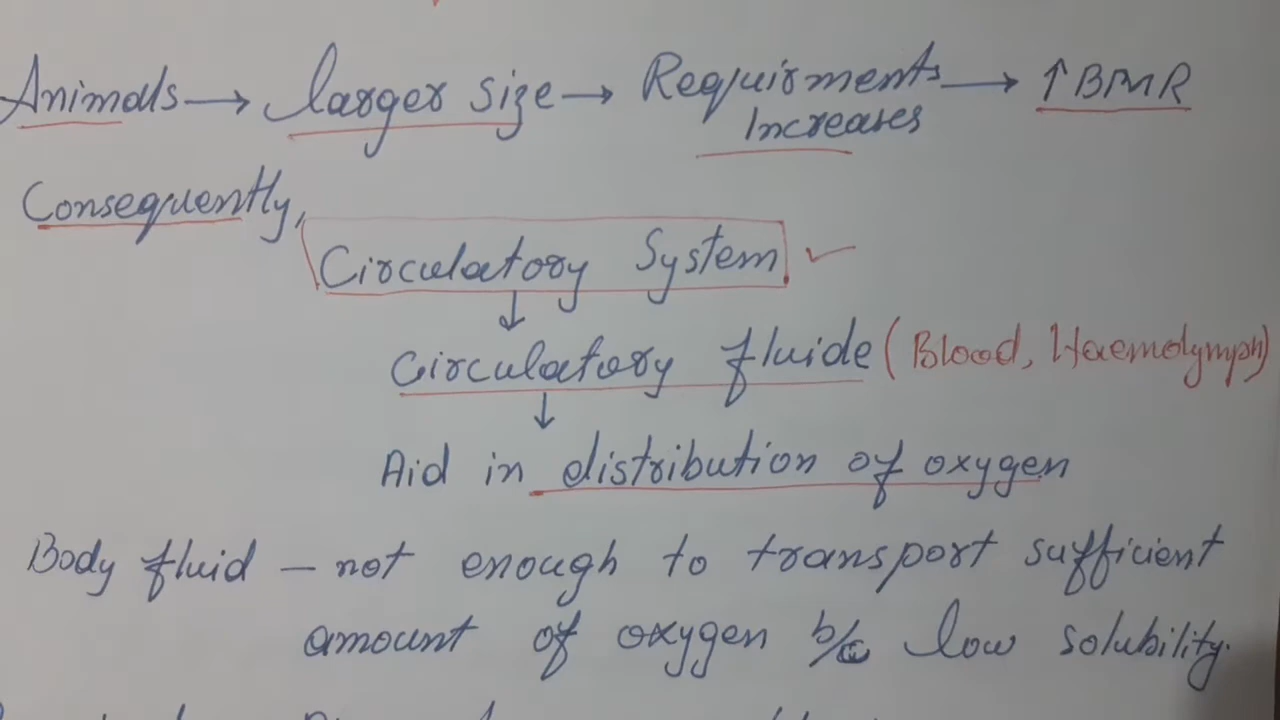 Animals → larger size → Requirments → ↑BMR
Increases
Consequently,
Circulatory System ✓
↓
Circulatory fluide (Blood, Haemolymph)
↓
Aid in distribution of oxygen
Body fluid – not enough to transport sufficient
amount of oxygen b/c low solubility.